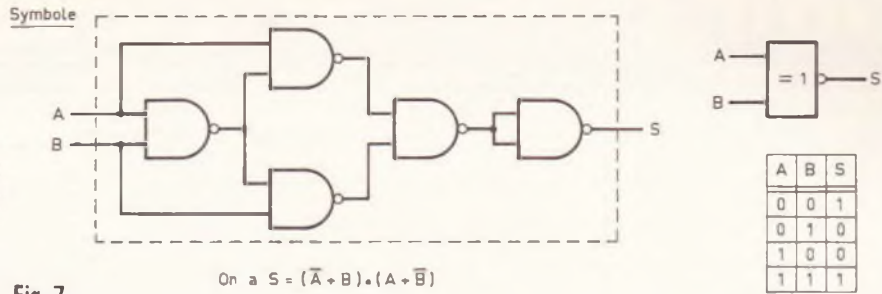 Symbole
A
B
S
A
B
= 1
S
A B S
0 0 1
0 1 0
1 0 0
1 1 1
On a S = (A̅ + B) . (A + B̅)
Fig. 7